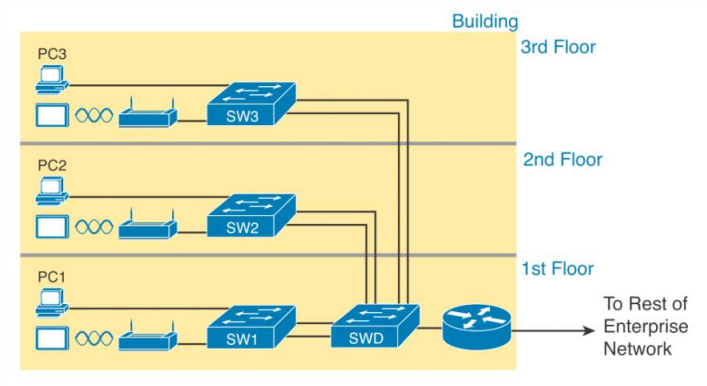 Building
3rd Floor
PC3
SW3
2nd Floor
PC2
SW2
1st Floor
PC1
SW1
SWD
To Rest of
Enterprise
Network